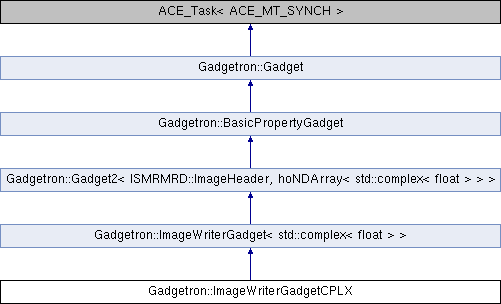 ACE_Task< ACE_MT_SYNCH >
Gadgetron::Gadget
Gadgetron::BasicPropertyGadget
Gadgetron::Gadget2< ISMRMRD::ImageHeader, hoNDArray< std::complex< float > > >
Gadgetron::ImageWriterGadget< std::complex< float > >
Gadgetron::ImageWriterGadgetCPLX